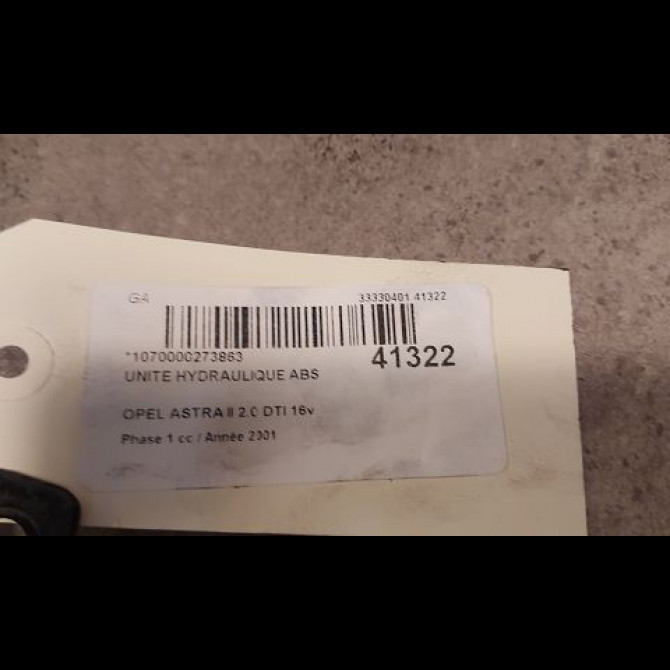 GA 33330401 41322
*1070000273863 41322
UNITE HYDRAULIQUE ABS
OPEL ASTRA II 2.0 DTI 16v
Phase 1 cc / Année 2001